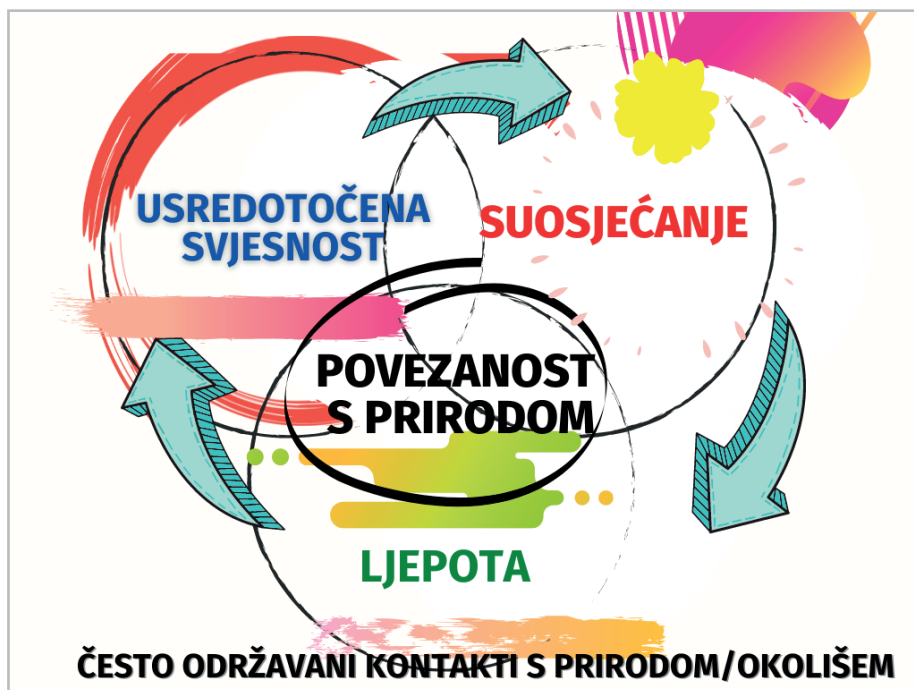 USREDOTOČENA
SVJESNOST
SUOSJEĆANJE
POVEZANOST
S PRIRODOM
LJEPOTA
ČESTO ODRŽAVANI KONTAKTI S PRIRODOM/OKOLIŠEM